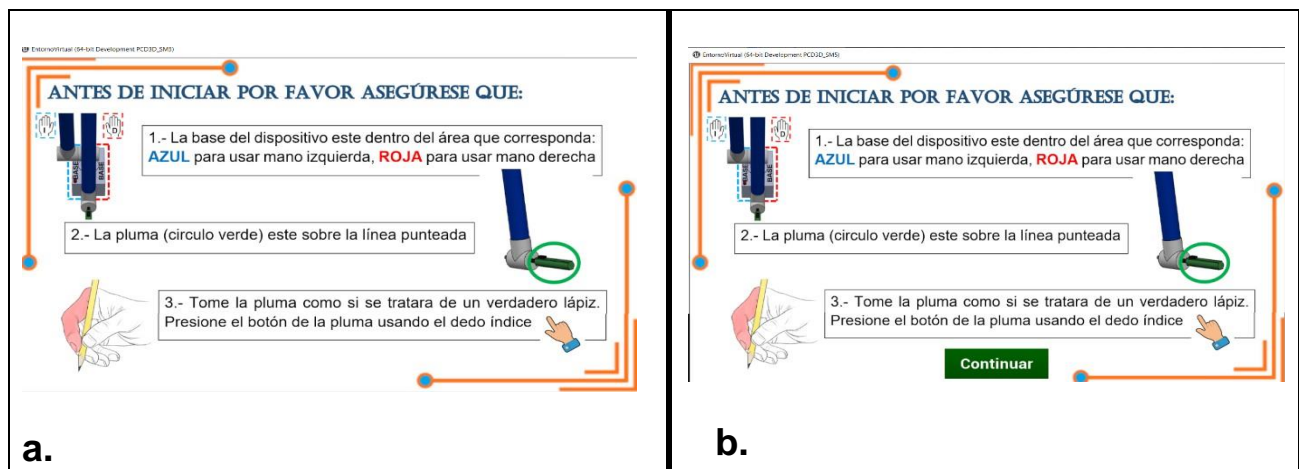 EntornoVirtual (64-bit Development PCD3D_SM5)
ANTES DE INICIAR POR FAVOR ASEGÚRESE QUE:
I
D
1.- La base del dispositivo este dentro del área que corresponda:
AZUL para usar mano izquierda, ROJA para usar mano derecha
BASE
BASE
2.- La pluma (circulo verde) este sobre la línea punteada
3.- Tome la pluma como si se tratara de un verdadero lápiz.
Presione el botón de la pluma usando el dedo índice
a.
EntornoVirtual (64-bit Development PCD3D_SM5)
ANTES DE INICIAR POR FAVOR ASEGÚRESE QUE:
I
D
1.- La base del dispositivo este dentro del área que corresponda:
AZUL para usar mano izquierda, ROJA para usar mano derecha
BASE
BASE
2.- La pluma (circulo verde) este sobre la línea punteada
3.- Tome la pluma como si se tratara de un verdadero lápiz.
Presione el botón de la pluma usando el dedo índice
Continuar
b.